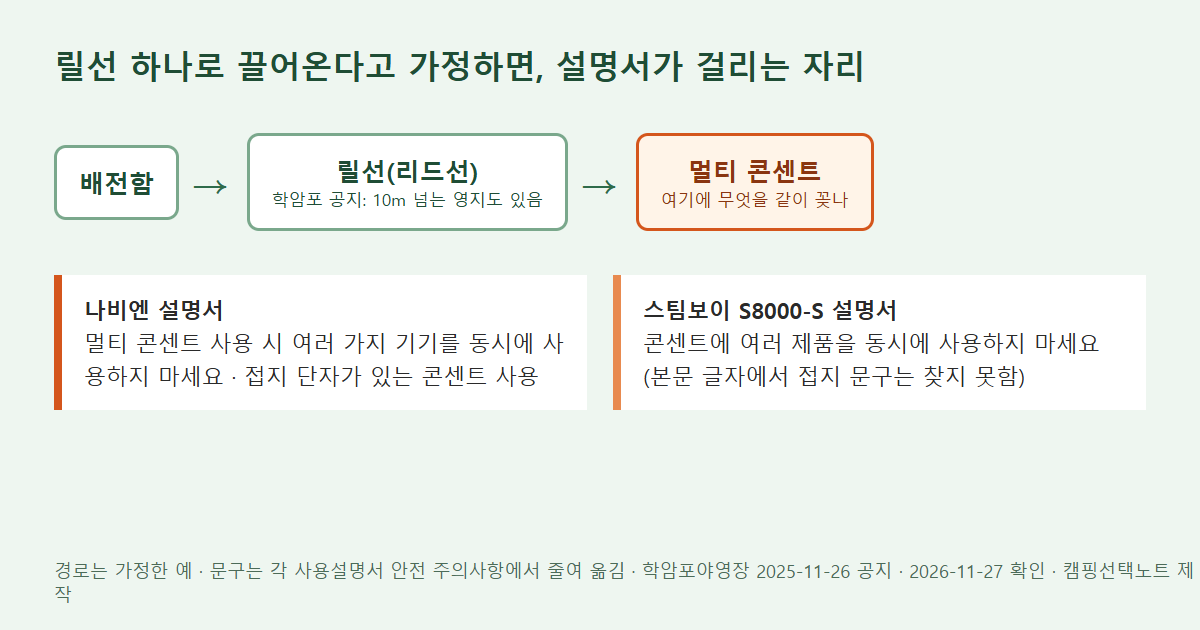 릴선 하나로 끌어온다고 가정하면, 설명서가 걸리는 자리
배전함
→
릴선(리드선)
학암포 공지: 10m 넘는 영지도 있음
→
멀티 콘센트
여기에 무엇을 같이 꽂나
나비엔 설명서
멀티 콘센트 사용 시 여러 가지 기기를 동시에 사
용하지 마세요 · 접지 단자가 있는 콘센트 사용
스팀보이 S8000-S 설명서
콘센트에 여러 제품을 동시에 사용하지 마세요
(본문 글자에서 접지 문구는 찾지 못함)
경로는 가정한 예 · 문구는 각 사용설명서 안전 주의사항에서 줄여 옮김 · 학암포야영장 2025-11-26 공지 · 2026-11-27 확인 · 캠핑선택노트 제
작